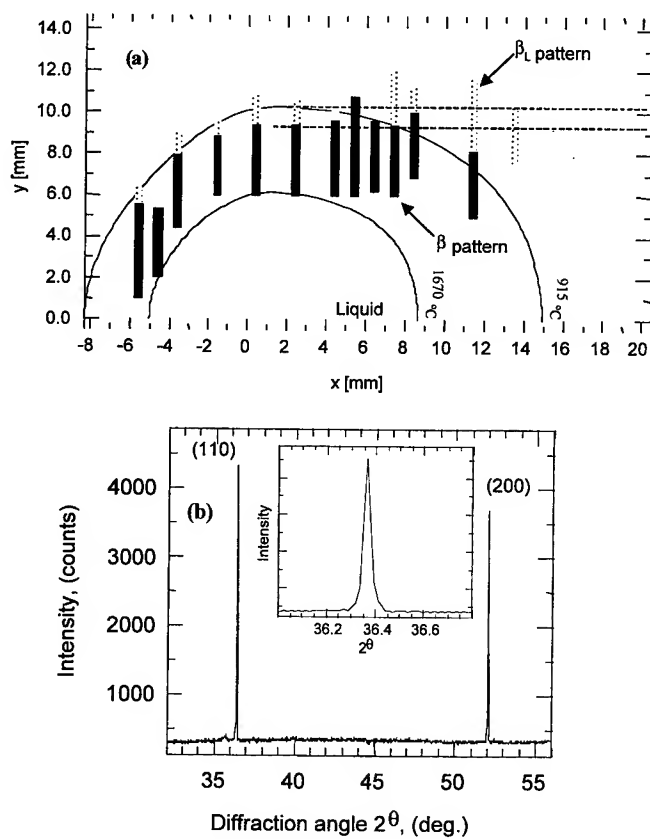 (a)
14.0
12.0
10.0
8.0
6.0
4.0
2.0
0.0
y [mm]
βL pattern
β pattern
Liquid
1670 °C
915 °C
-8 -6 -4 -2 0 2 4 6 8 10 12 14 16 18 20
x [mm]
(b)
(110)
(200)
4000
3000
2000
1000
Intensity, (counts)
Intensity
36.2 36.4 36.6
2θ
35 40 45 50 55
Diffraction angle 2θ, (deg.)